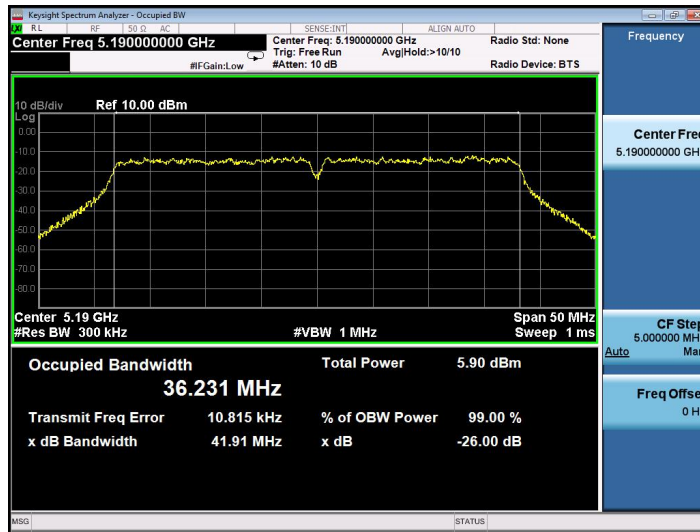 Keysight Spectrum Analyzer - Occupied BW
LXI RL RF 50 Ω AC SENSE:INT ALIGN AUTO
Center Freq 5.190000000 GHz
Center Freq: 5.190000000 GHz
Radio Std: None
Trig: Free Run Avg|Hold:>10/10
#IFGain:Low #Atten: 10 dB
Radio Device: BTS
10 dB/div Ref 10.00 dBm
Log
0.00
-10.0
-20.0
-30.0
-40.0
-50.0
-60.0
-70.0
-80.0
Center 5.19 GHz
Span 50 MHz
#Res BW 300 kHz #VBW 1 MHz Sweep 1 ms
Occupied Bandwidth
36.231 MHz
Total Power 5.90 dBm
Transmit Freq Error 10.815 kHz % of OBW Power 99.00 %
x dB Bandwidth 41.91 MHz x dB -26.00 dB
Frequency
Center Fre
5.190000000 GH
CF Step
5.000000 MH
Auto Ma
Freq Offse
0 H
MSG STATUS